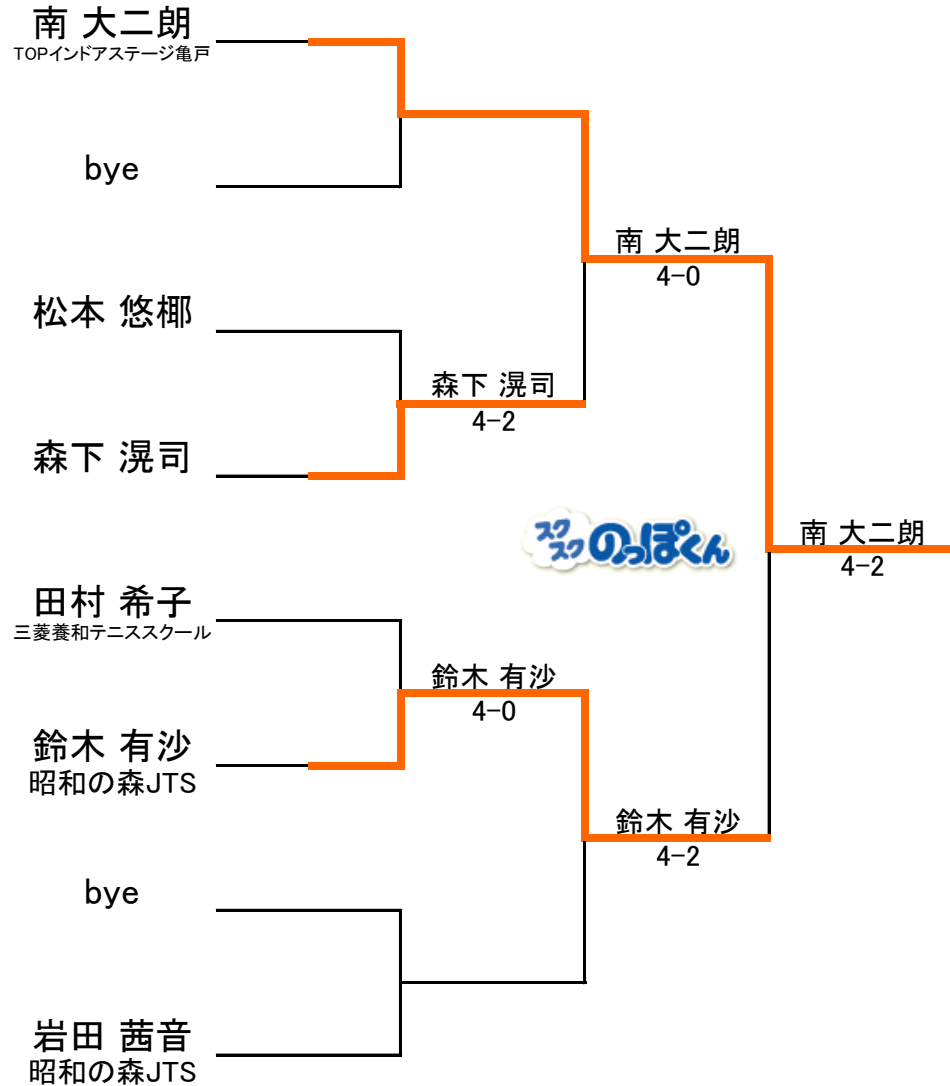 南 大二朗
TOPインドアステージ亀戸
bye
南 大二朗
4-0
松本 悠椰
森下 滉司
4-2
森下 滉司
スク
スク のっぽくん
南 大二朗
4-2
田村 希子
三菱養和テニススクール
鈴木 有沙
4-0
鈴木 有沙
昭和の森JTS
鈴木 有沙
4-2
bye
岩田 茜音
昭和の森JTS